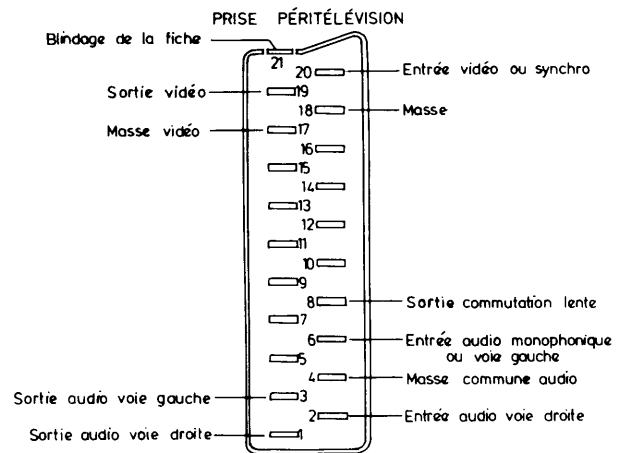 PRISE PÉRITÉLÉVISION
Blindage de la fiche
21
20 Entrée vidéo ou synchro
Sortie vidéo 19
18 Masse
Masse vidéo 17
16
15
14
13
12
11
10
9
8 Sortie commutation lente
7
6 Entrée audio monophonique
ou voie gauche
5
4 Masse commune audio
Sortie audio voie gauche 3
2 Entrée audio voie droite
Sortie audio voie droite 1